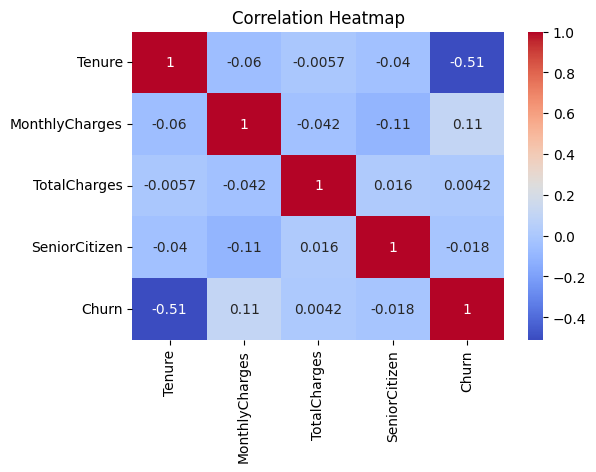 Correlation Heatmap
Tenure 1 -0.06 -0.0057 -0.04 -0.51
MonthlyCharges -0.06 1 -0.042 -0.11 0.11
TotalCharges -0.0057 -0.042 1 0.016 0.0042
SeniorCitizen -0.04 -0.11 0.016 1 -0.018
Churn -0.51 0.11 0.0042 -0.018 1
Tenure
MonthlyCharges
TotalCharges
SeniorCitizen
Churn
1.0
0.8
0.6
0.4
0.2
0.0
−0.2
−0.4